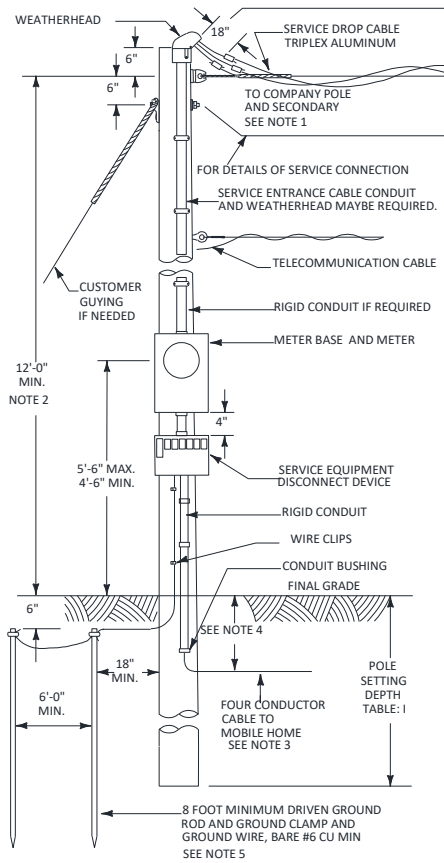 WEATHERHEAD
18"
SERVICE DROP CABLE
TRIPLEX ALUMINUM
6"
6"
TO COMPANY POLE
AND SECONDARY
SEE NOTE 1
FOR DETAILS OF SERVICE CONNECTION
SERVICE ENTRANCE CABLE CONDUIT
AND WEATHERHEAD MAYBE REQUIRED.
TELECOMMUNICATION CABLE
CUSTOMER
GUYING
IF NEEDED
RIGID CONDUIT IF REQUIRED
METER BASE AND METER
12'-0"
MIN.
NOTE 2
4"
5'-6" MAX.
4'-6" MIN.
SERVICE EQUIPMENT
DISCONNECT DEVICE
RIGID CONDUIT
WIRE CLIPS
CONDUIT BUSHING
FINAL GRADE
6"
SEE NOTE 4
18"
MIN.
POLE
SETTING
DEPTH
TABLE: I
6'-0"
MIN.
FOUR CONDUCTOR
CABLE TO
MOBILE HOME
SEE NOTE 3
8 FOOT MINIMUM DRIVEN GROUND
ROD AND GROUND CLAMP AND
GROUND WIRE, BARE #6 CU MIN
SEE NOTE 5